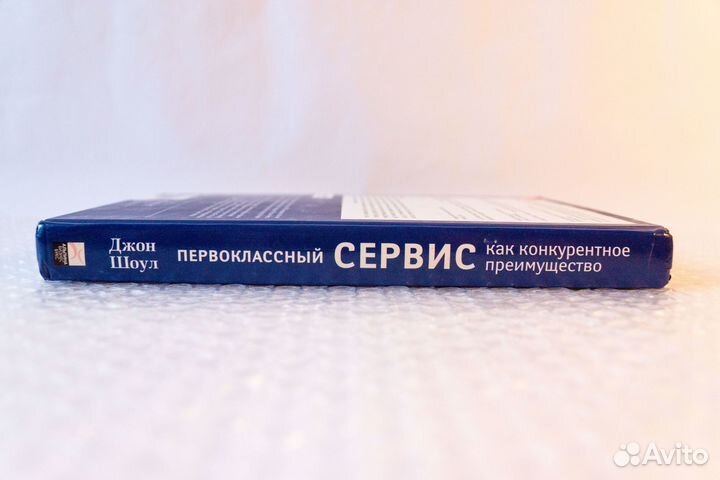 Джон
Шоул
ПЕРВОКЛАССНЫЙ
СЕРВИС
как конкурентное
преимущество
Avito